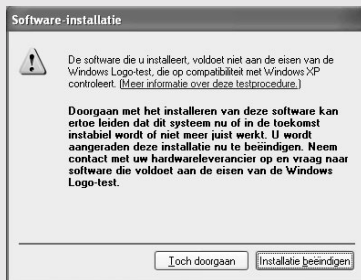 Software-installatie
De software die u installeert, voldoet niet aan de eisen van de
Windows Logo-test, die op compatibiliteit met Windows XP
controleert. (Meer informatie over deze testprocedure.)
Doorgaan met het installeren van deze software kan
ertoe leiden dat dit systeem nu of in de toekomst
instabiel wordt of niet meer juist werkt. U wordt
aangeraden deze installatie nu te beëindigen. Neem
contact met uw hardwareleverancier op en vraag naar
software die voldoet aan de eisen van de Windows
Logo-test.
Toch doorgaan
Installatie beëindigen